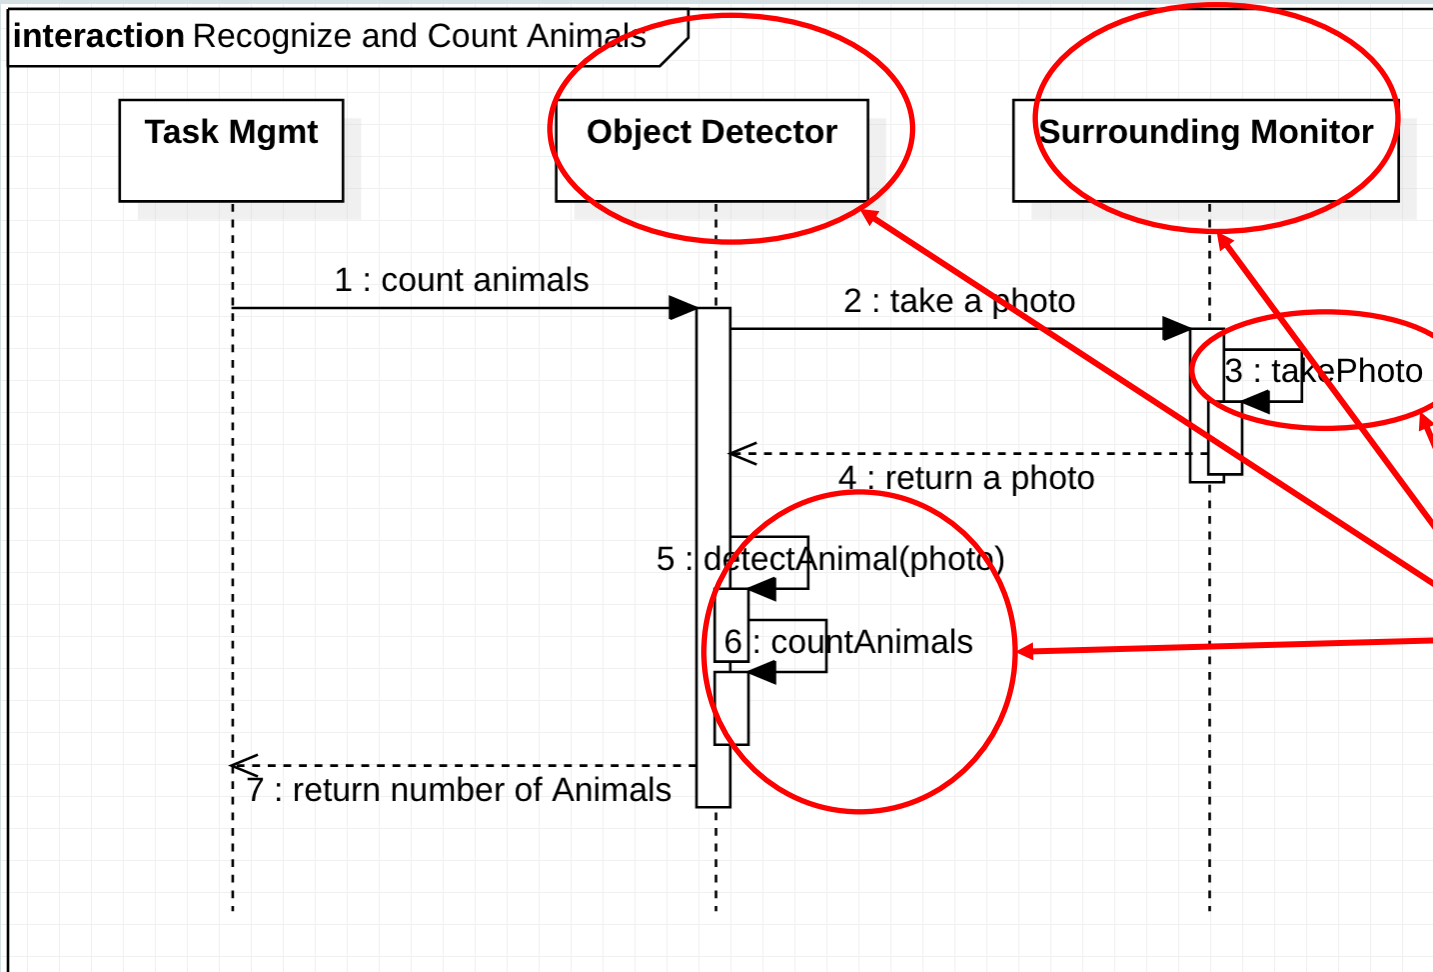 interaction Recognize and Count Animals
Task Mgmt
Object Detector
Surrounding Monitor
1 : count animals
2 : take a photo
3 : takePhoto
4 : return a photo
5 : detectAnimal(photo)
6 : countAnimals
7 : return number of Animals